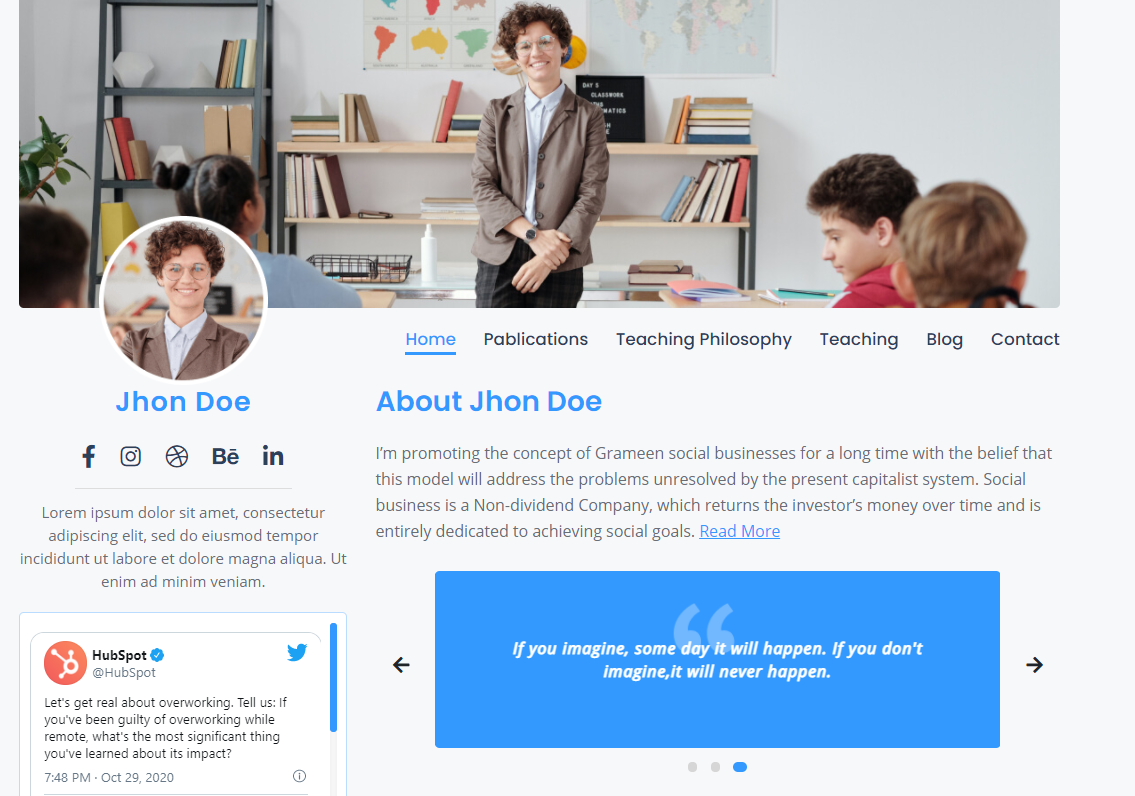 DAY 5
CLASSWORK
Home
Pablications
Teaching Philosophy
Teaching
Blog
Contact
Jhon Doe
Bē
in
Lorem ipsum dolor sit amet, consectetur
adipiscing elit, sed do eiusmod tempor
incididunt ut labore et dolore magna aliqua. Ut
enim ad minim veniam.
HubSpot
@HubSpot
Let's get real about overworking. Tell us: If
you've been guilty of overworking while
remote, what's the most significant thing
you've learned about its impact?
7:48 PM · Oct 29, 2020
About Jhon Doe
I’m promoting the concept of Grameen social businesses for a long time with the belief that
this model will address the problems unresolved by the present capitalist system. Social
business is a Non-dividend Company, which returns the investor’s money over time and is
entirely dedicated to achieving social goals. Read More
“
If you imagine, some day it will happen. If you don't
imagine,it will never happen.